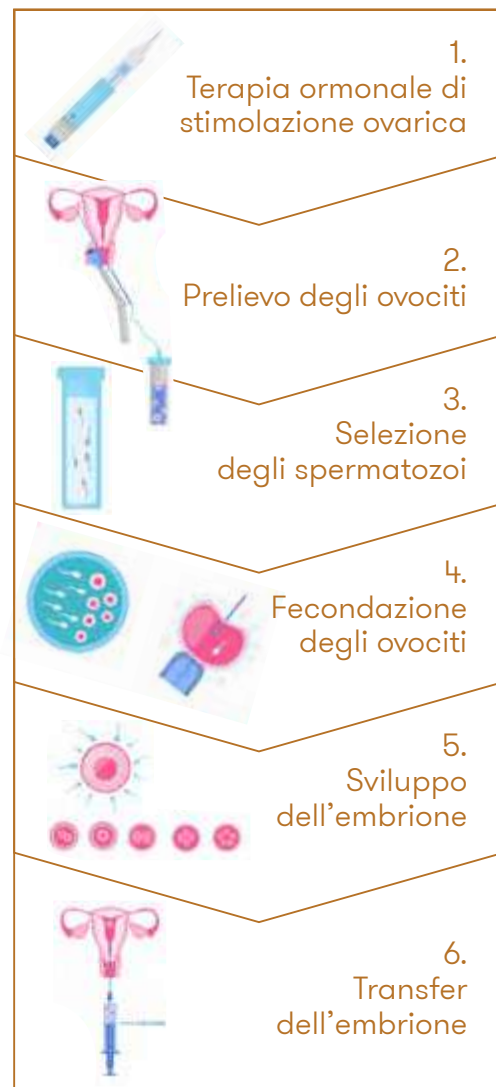 1.
Terapia ormonale di
stimolazione ovarica
2.
Prelievo degli ovociti
3.
Selezione
degli spermatozoi
4.
Fecondazione
degli ovociti
5.
Sviluppo
dell’embrione
6.
Transfer
dell’embrione